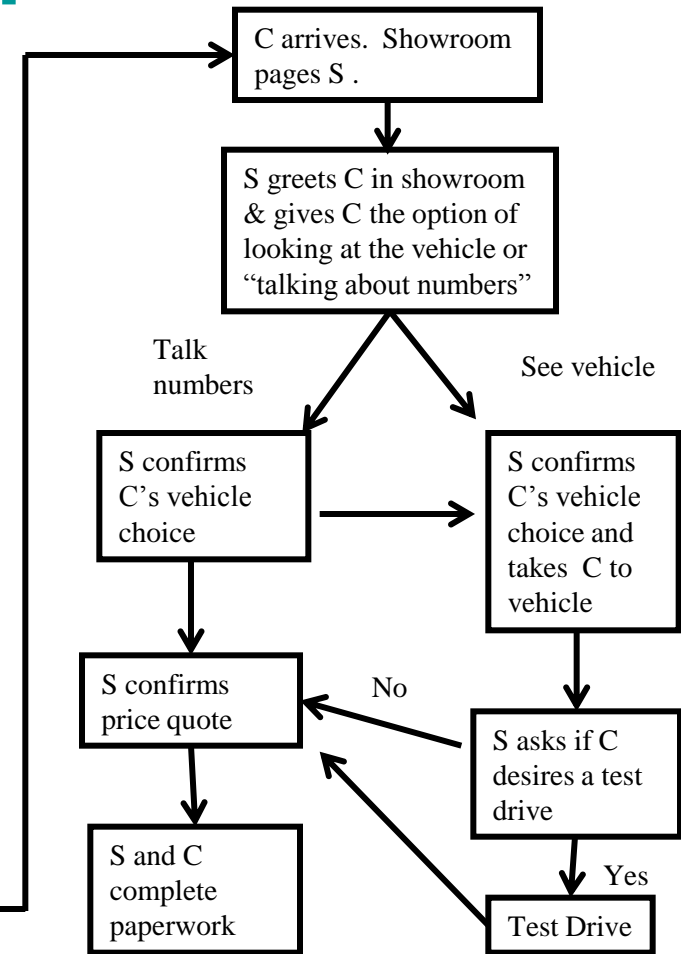 C arrives.  Showroom
pages S .
S greets C in showroom
& gives C the option of
looking at the vehicle or
“talking about numbers”
Talk
numbers
See vehicle
S confirms
C’s vehicle
choice
S confirms
C’s vehicle
choice and
takes  C to
vehicle
S confirms
price quote
No
S asks if C
desires a test
drive
S and C
complete
paperwork
Yes
Test Drive